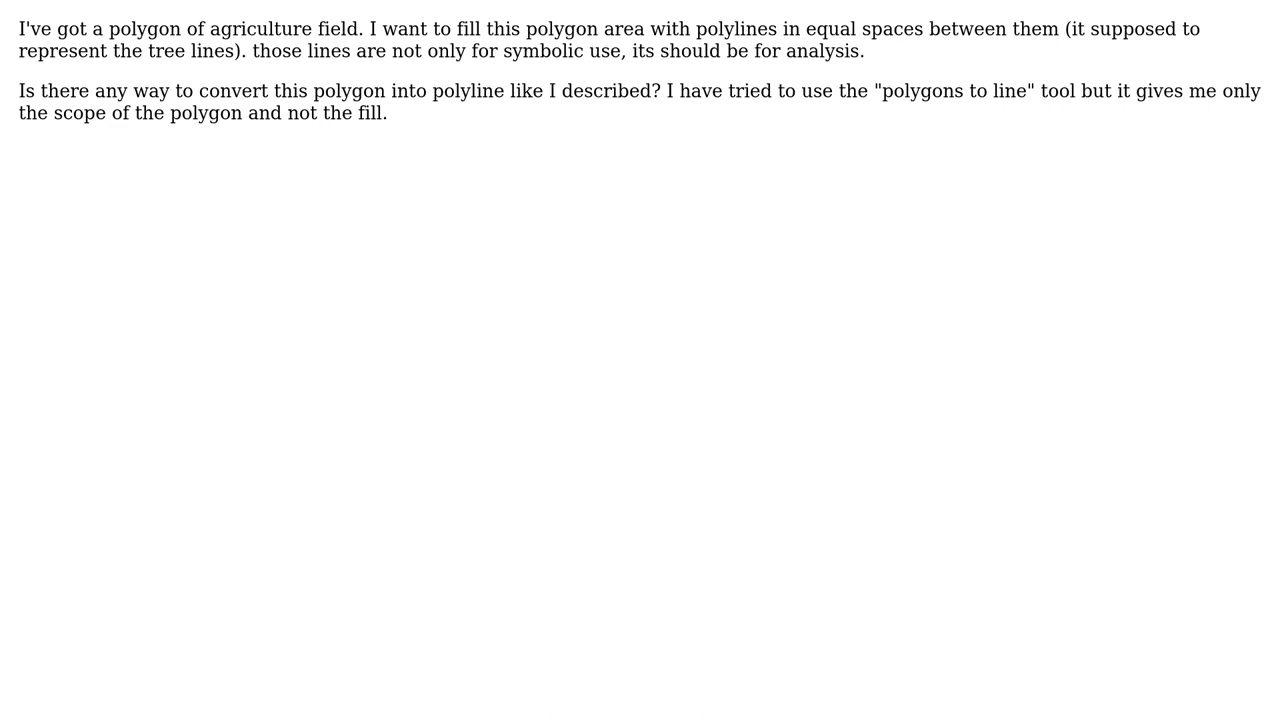 I've got a polygon of agriculture field. I want to fill this polygon area with polylines in equal spaces between them (it supposed to
represent the tree lines). those lines are not only for symbolic use, its should be for analysis.
Is there any way to convert this polygon into polyline like I described? I have tried to use the "polygons to line" tool but it gives me only
the scope of the polygon and not the fill.